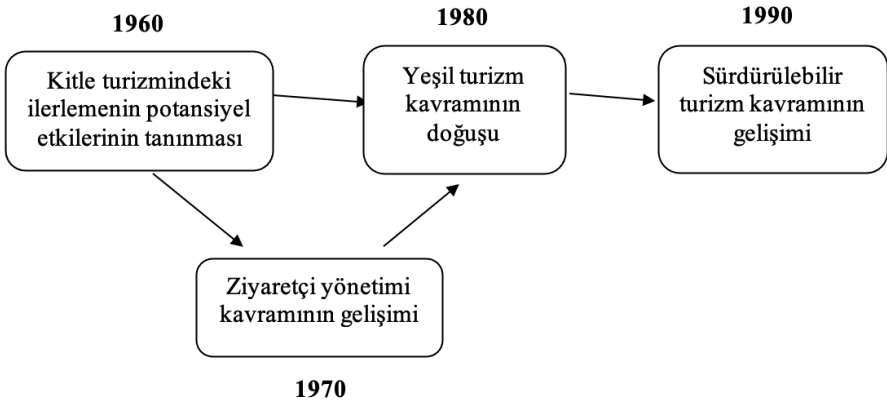 1960
Kitle turizmindeki
ilerlemenin potansiyel
etkilerinin tanınması
1980
Yeşil turizm
kavramının
doğuşu
1990
Sürdürülebilir
turizm kavramının
gelişimi
Ziyaretçi yönetimi
kavramının gelişimi
1970